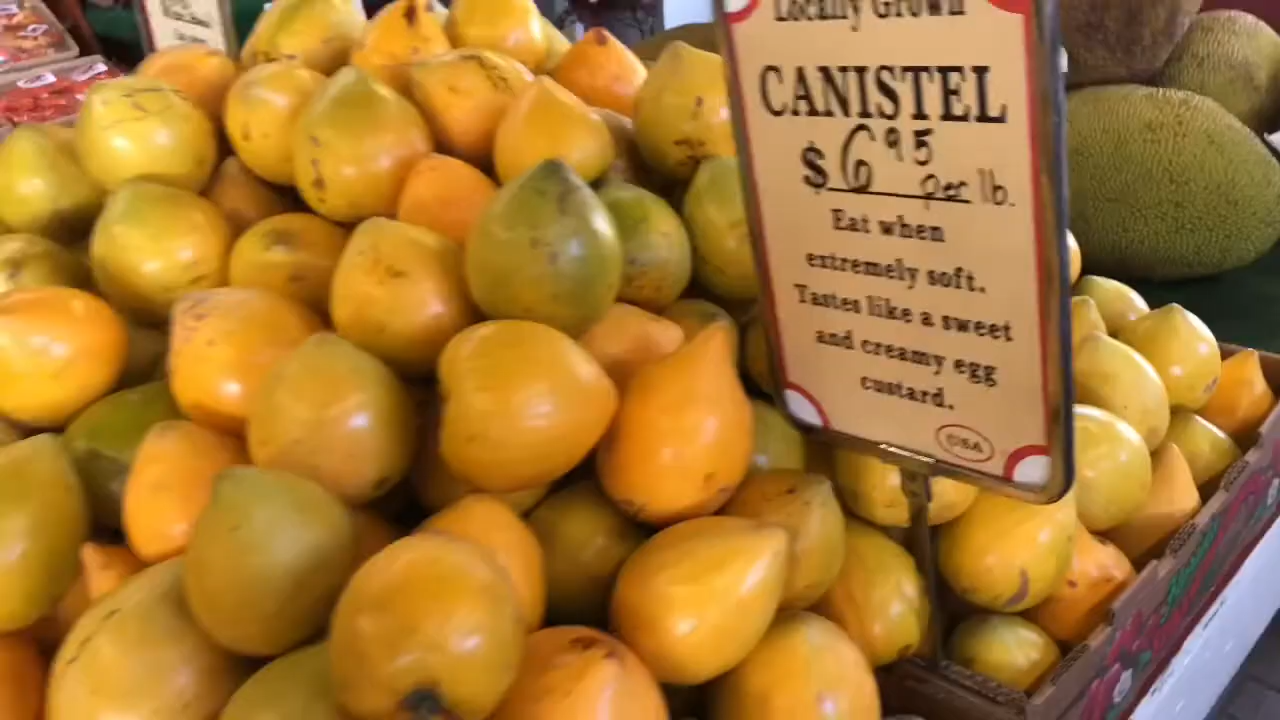 Locally Grown
CANISTEL
$6.95 per lb.
Eat when
extremely soft.
Tastes like a sweet
and creamy egg
custard.
USA